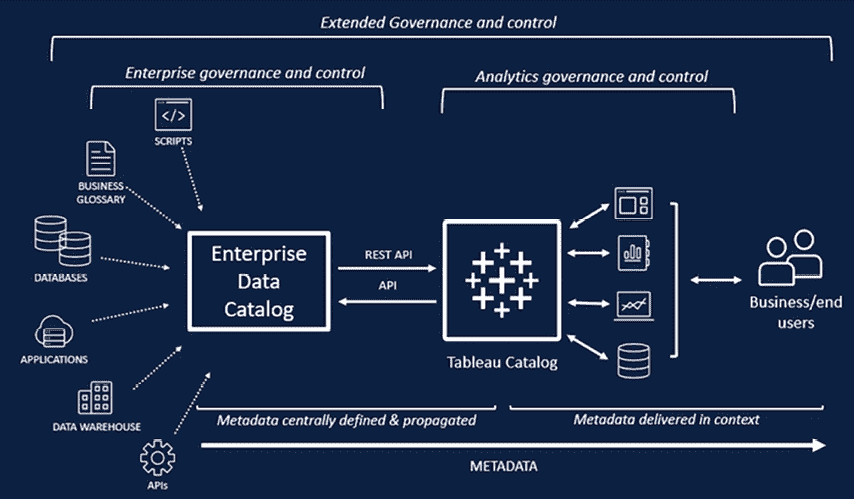 Extended Governance and control
Enterprise governance and control
Analytics governance and control
</>
SCRIPTS
BUSINESS
GLOSSARY
DATABASES
APPLICATIONS
DATA WAREHOUSE
APIs
Enterprise
Data
Catalog
REST API
API
Tableau Catalog
Business/end
users
Metadata centrally defined & propagated
Metadata delivered in context
METADATA